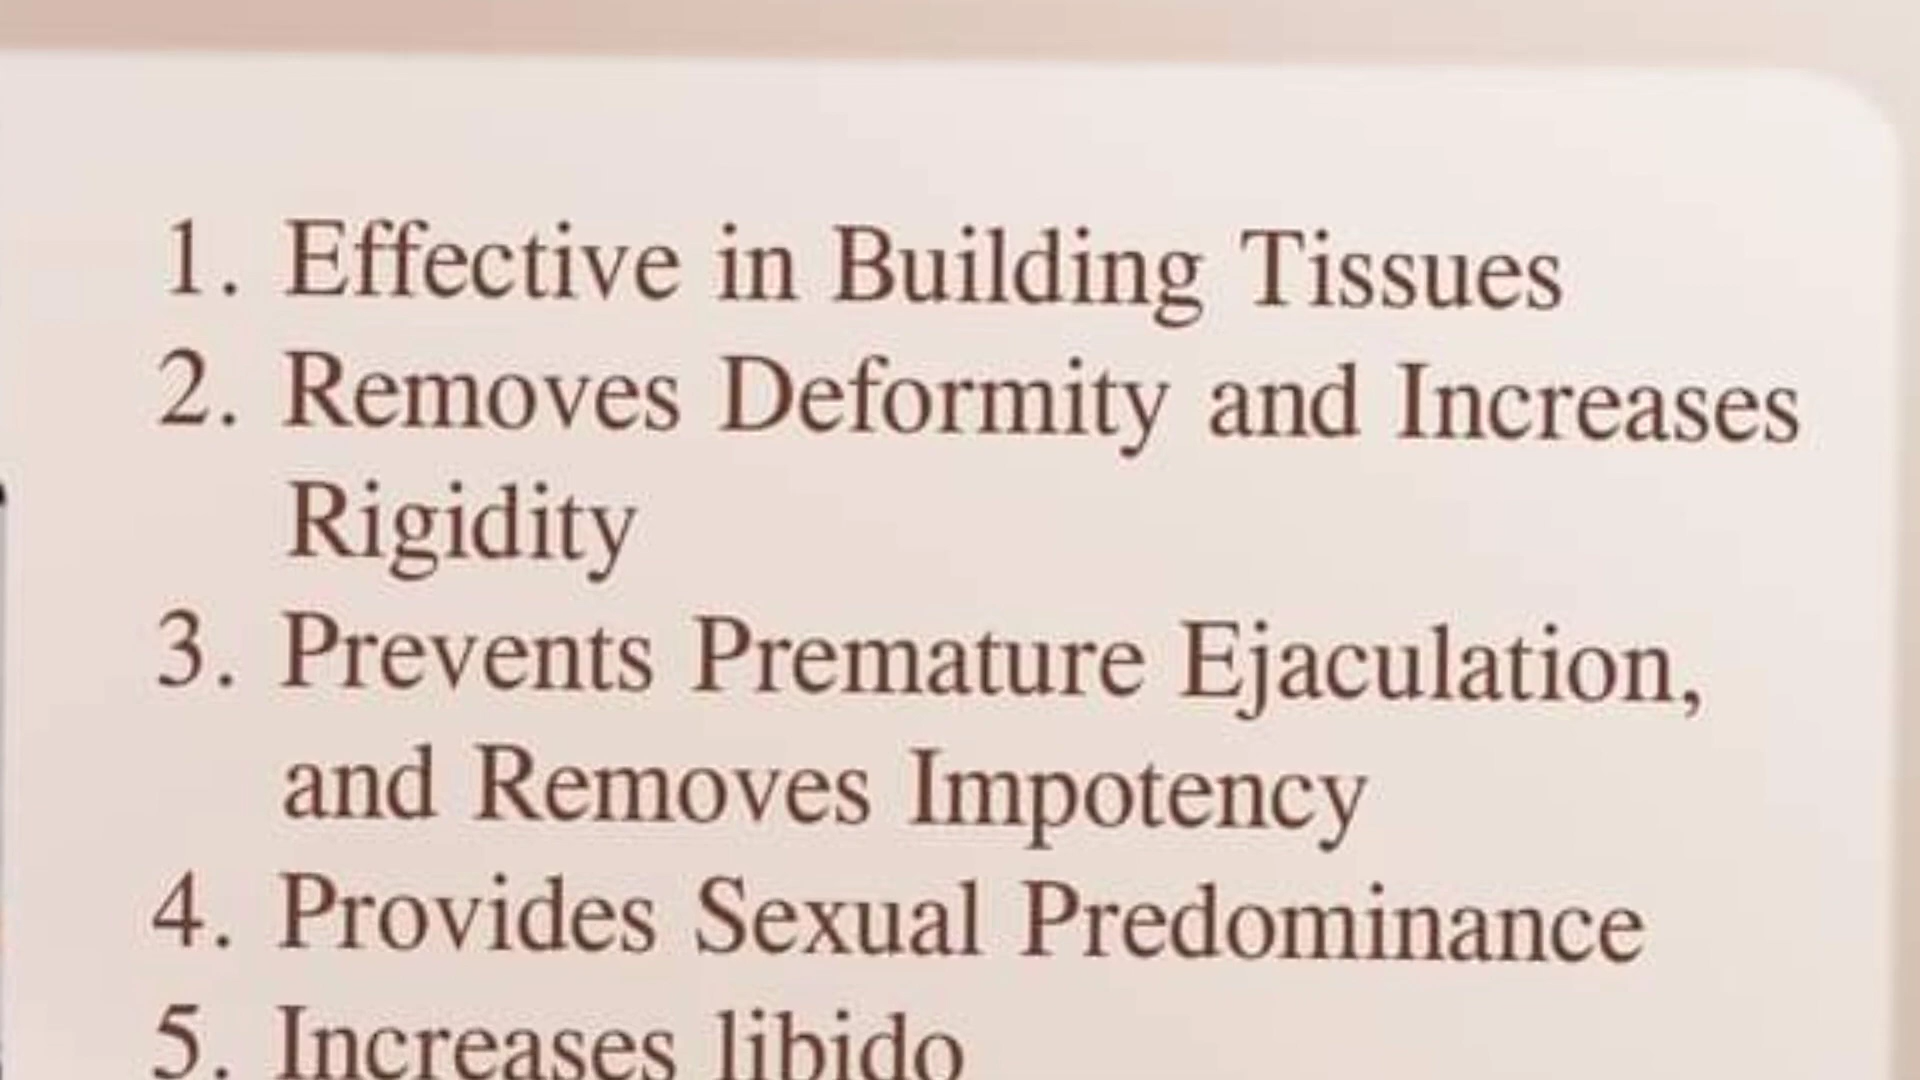 1. Effective in Building Tissues
2. Removes Deformity and Increases
Rigidity
3. Prevents Premature Ejaculation,
and Removes Impotency
4. Provides Sexual Predominance
5. Increases libido